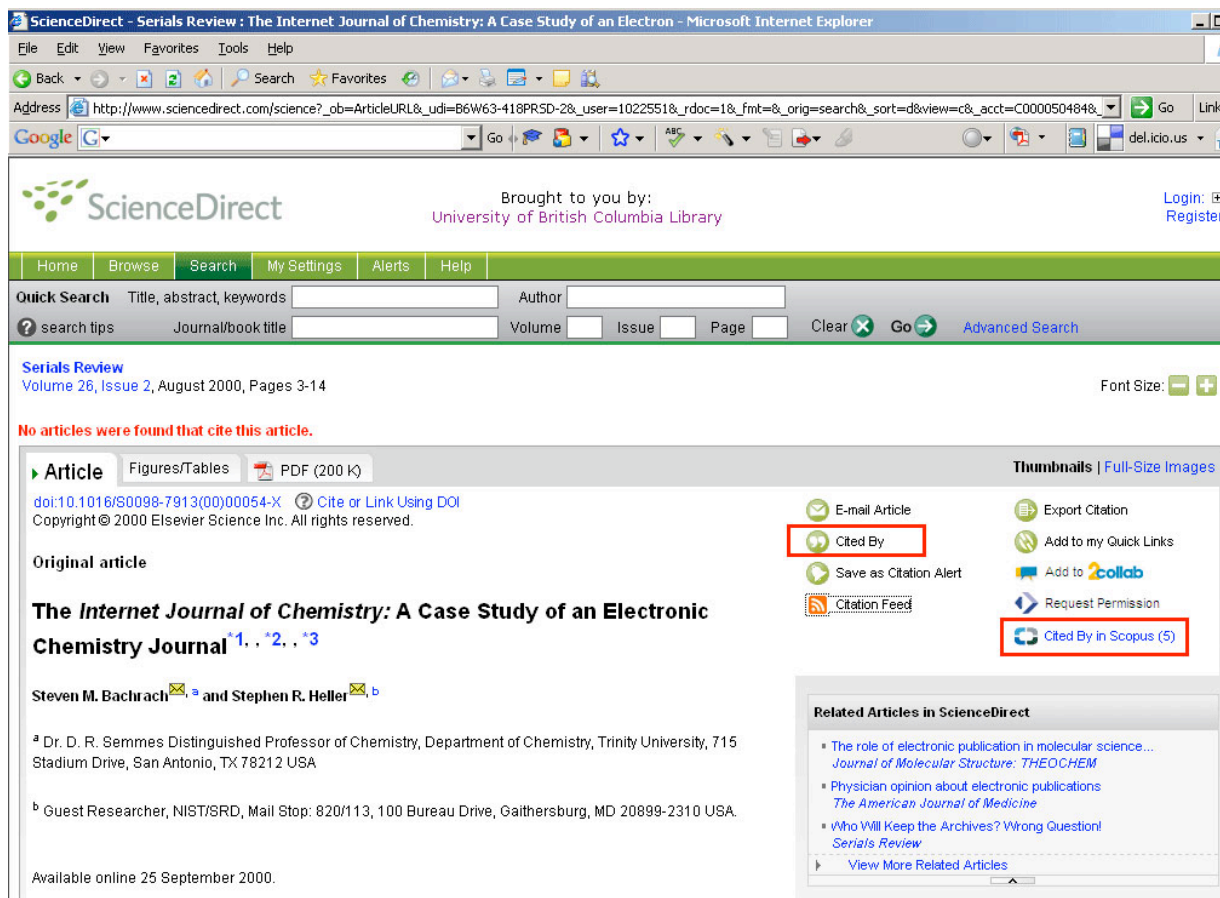 ScienceDirect - Serials Review : The Internet Journal of Chemistry: A Case Study of an Electron - Microsoft Internet Explorer
File Edit View Favorites Tools Help
Back Search Favorites
Address http://www.sciencedirect.com/science?_ob=ArticleURL&_udi=B6W63-418PRSD-2&_user=1022551&_rdoc=1&_fmt=&_orig=search&_sort=d&view=c&_acct=C000050484& Go Link
Google G Go ABC del.icio.us
ScienceDirect
Brought to you by:
University of British Columbia Library
Login:
Register
Home Browse Search My Settings Alerts Help
Quick Search Title, abstract, keywords Author
? search tips Journal/book title Volume Issue Page Clear Go Advanced Search
Serials Review
Volume 26, Issue 2, August 2000, Pages 3-14
Font Size:
No articles were found that cite this article.
Article Figures/Tables PDF (200 K)
Thumbnails | Full-Size Images
doi:10.1016/S0098-7913(00)00054-X ? Cite or Link Using DOI
Copyright © 2000 Elsevier Science Inc. All rights reserved.
Original article
The Internet Journal of Chemistry: A Case Study of an Electronic
Chemistry Journal*1, , *2, , *3
Steven M. Bachrach, a and Stephen R. Heller, b
a Dr. D. R. Semmes Distinguished Professor of Chemistry, Department of Chemistry, Trinity University, 715
Stadium Drive, San Antonio, TX 78212 USA
b Guest Researcher, NIST/SRD, Mail Stop: 820/113, 100 Bureau Drive, Gaithersburg, MD 20899-2310 USA.
Available online 25 September 2000.
E-mail Article
Cited By
Save as Citation Alert
Citation Feed
Export Citation
Add to my Quick Links
Add to 2collab
Request Permission
Cited By in Scopus (5)
Related Articles in ScienceDirect
The role of electronic publication in molecular science...
Journal of Molecular Structure: THEOCHEM
Physician opinion about electronic publications
The American Journal of Medicine
Who Will Keep the Archives? Wrong Question!
Serials Review
View More Related Articles